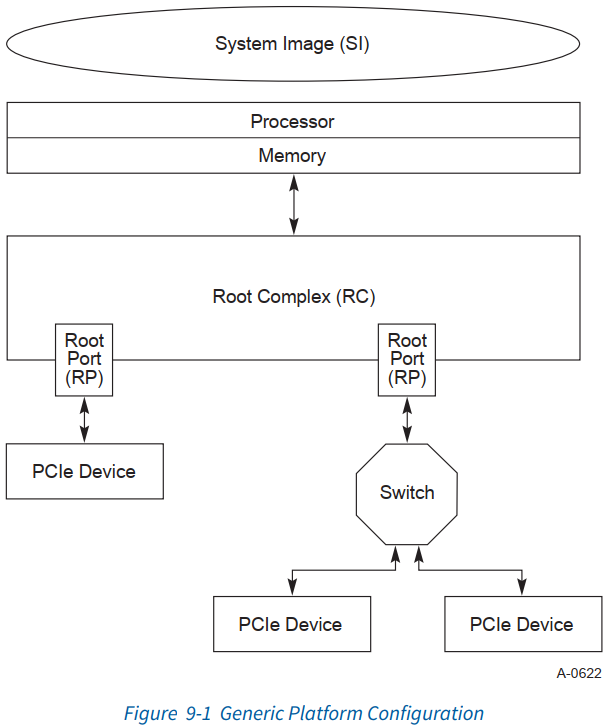 System Image (SI)
Processor
Memory
Root Complex (RC)
Root
Port
(RP)
Root
Port
(RP)
PCIe Device
Switch
PCIe Device
PCIe Device
A-0622
Figure 9-1 Generic Platform Configuration